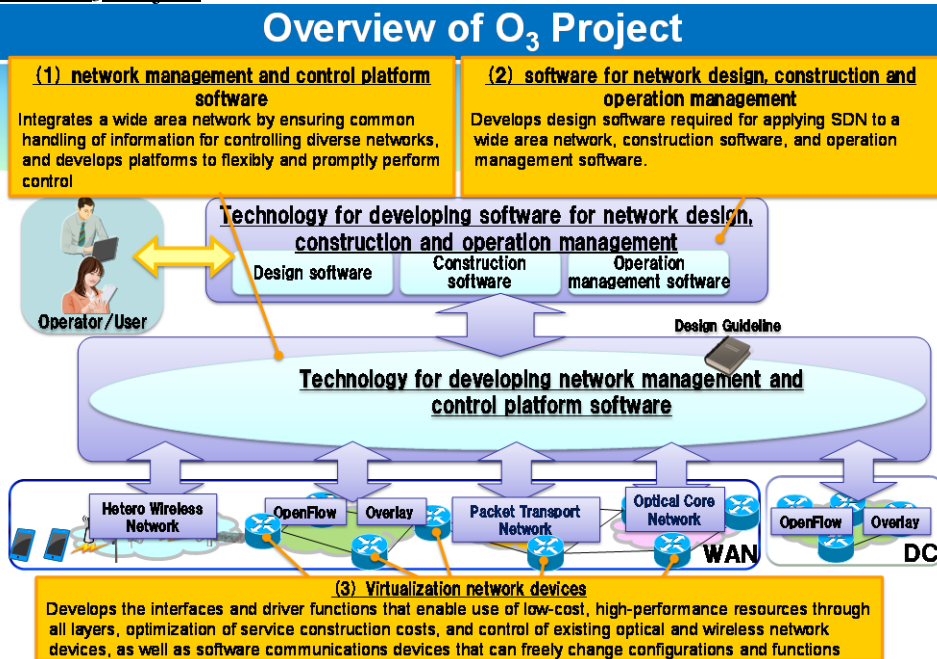 Overview of O3 Project
(1) network management and control platform
software
Integrates a wide area network by ensuring common
handling of information for controlling diverse networks,
and develops platforms to flexibly and promptly perform
control
(2) software for network design, construction and
operation management
Develops design software required for applying SDN to a
wide area network, construction software, and operation
management software.
Technology for developing software for network design,
construction and operation management
Design software
Construction
software
Operation
management software
Operator/User
Design Guideline
Technology for developing network management and
control platform software
Hetero Wireless
Network
OpenFlow
Overlay
Packet Transport
Network
Optical Core
Network
WAN
OpenFlow
Overlay
DC
(3) Virtualization network devices
Develops the interfaces and driver functions that enable use of low-cost, high-performance resources through
all layers, optimization of service construction costs, and control of existing optical and wireless network
devices, as well as software communications devices that can freely change configurations and functions